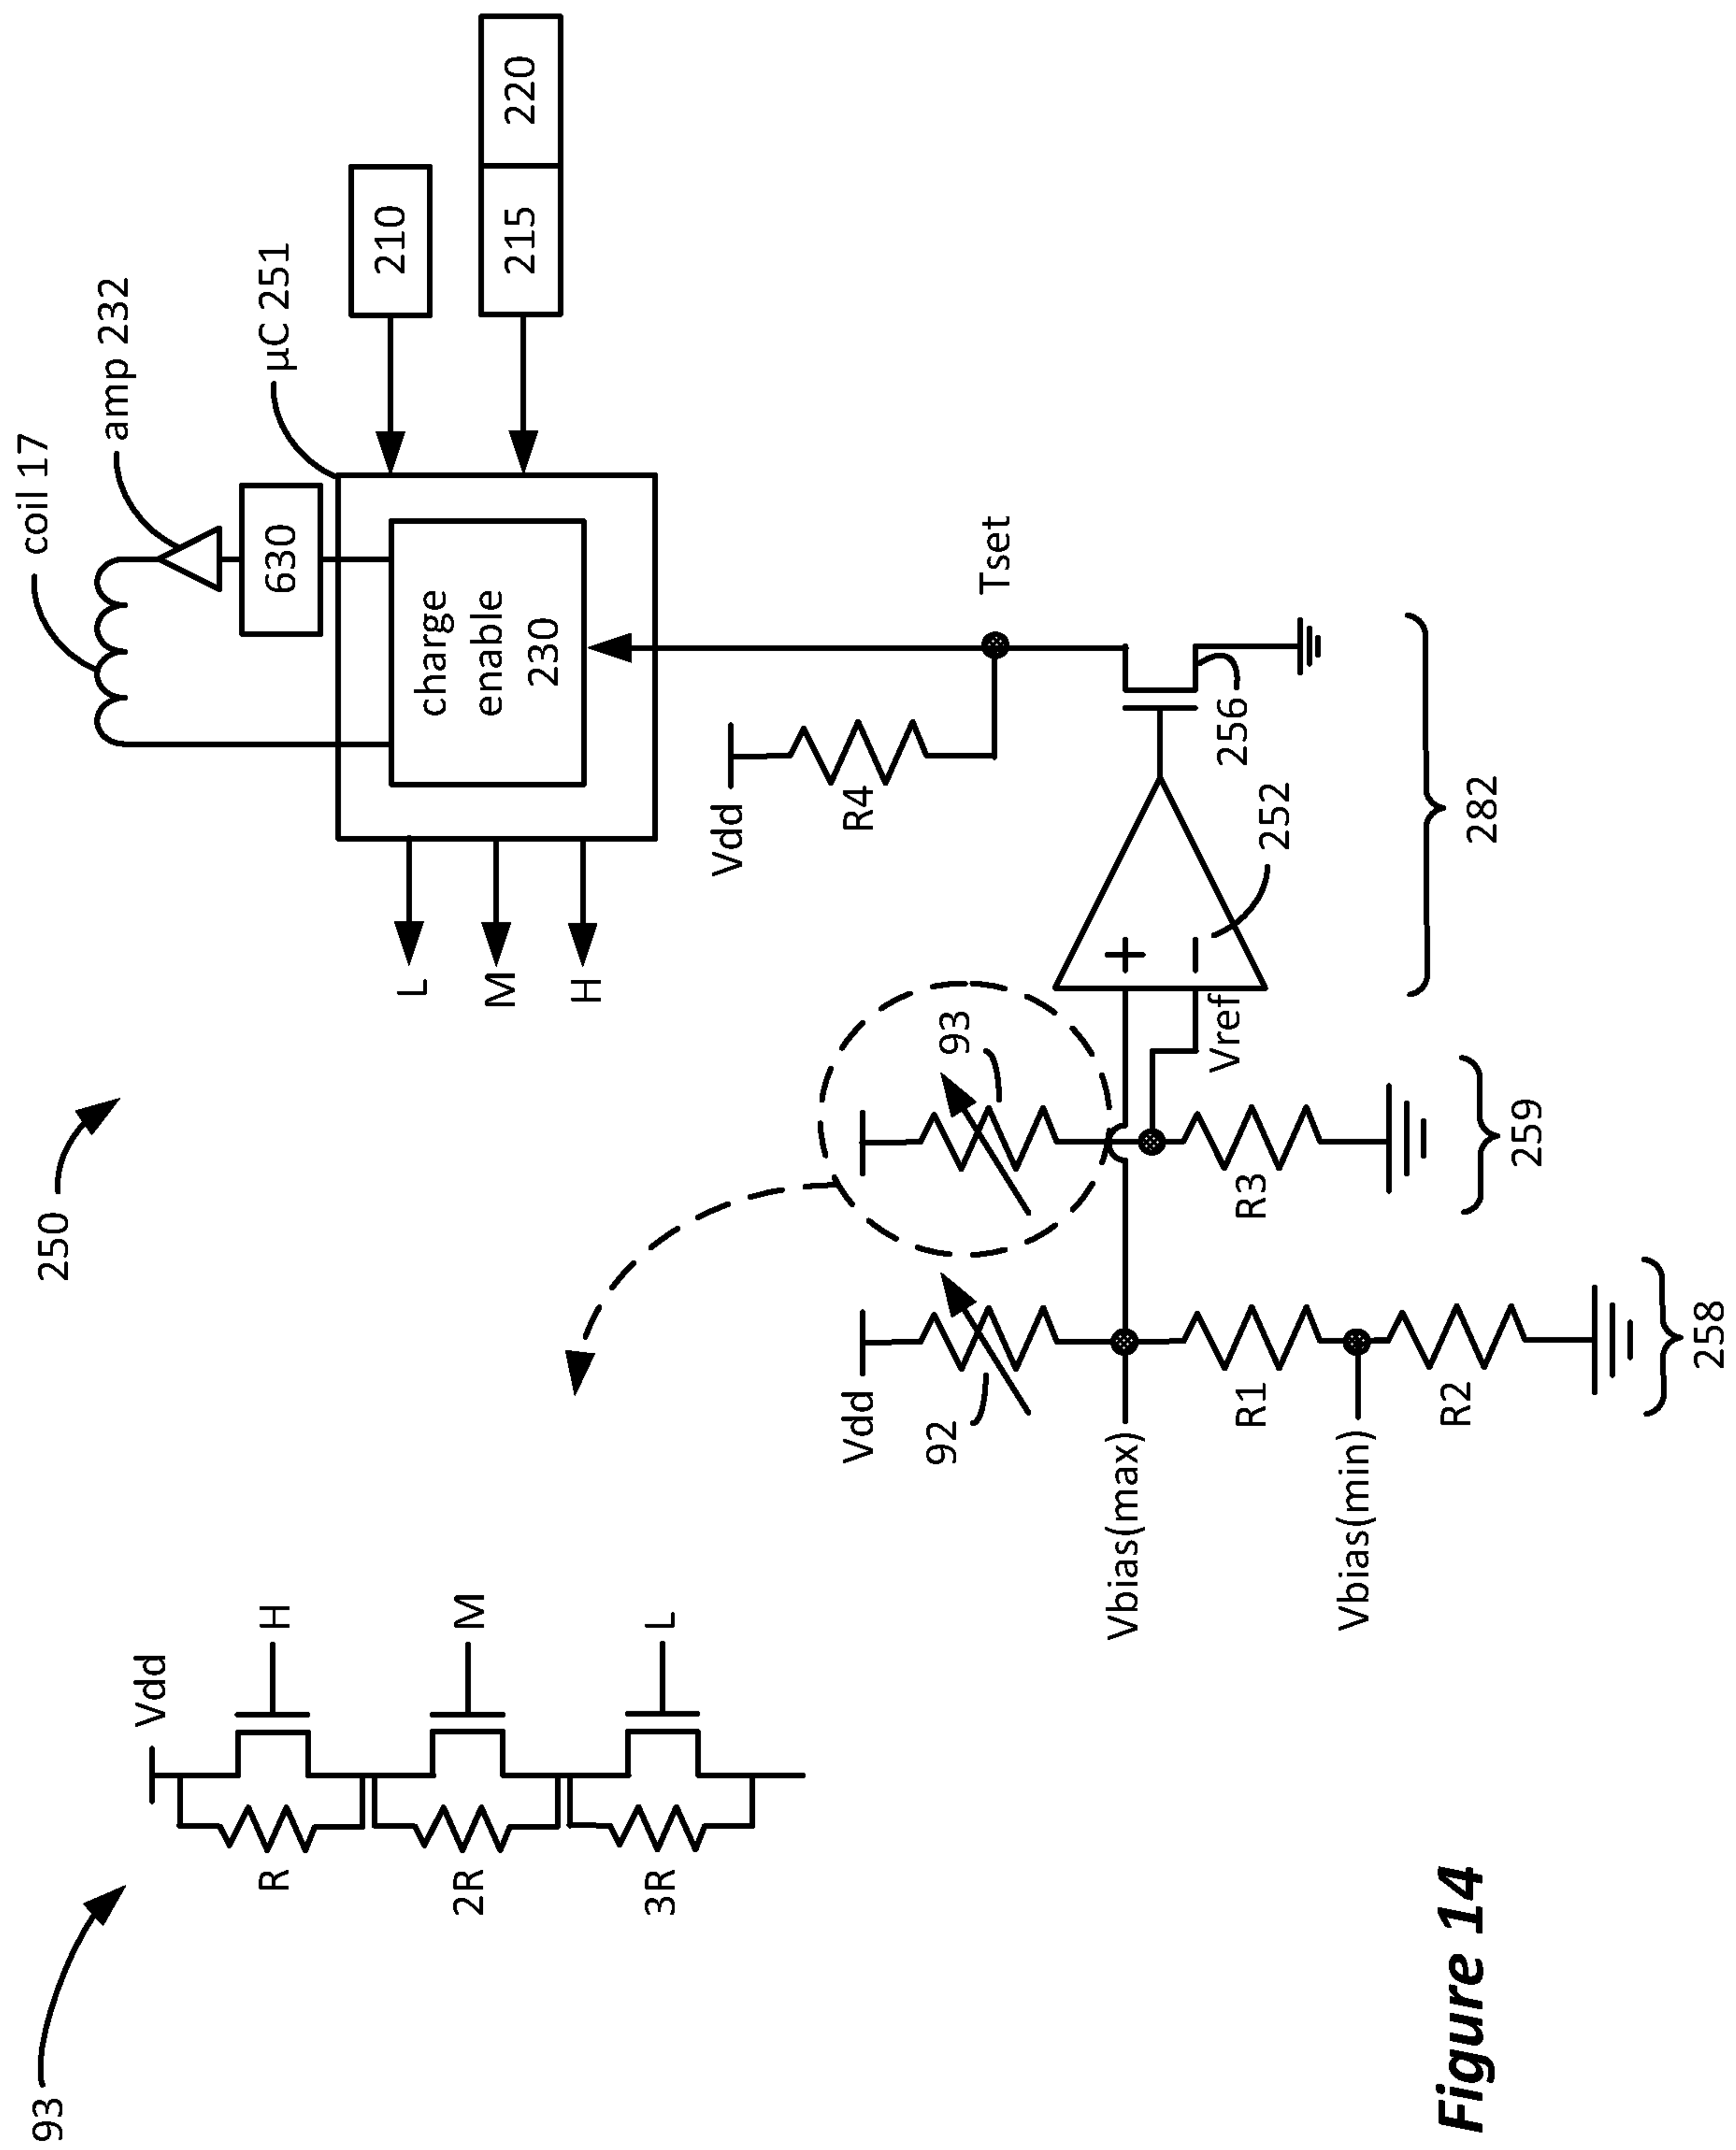 250
coil 17
amp 232
µC 251
630
charge
enable
230
210
215
220
L
M
H
93
Vdd
R
H
2R
M
3R
L
Vdd
R4
Tset
Vdd
92
93
Vbias(max)
Vref
+
−
252
256
R1
R3
Vbias(min)
R2
258
259
282
Figure 14